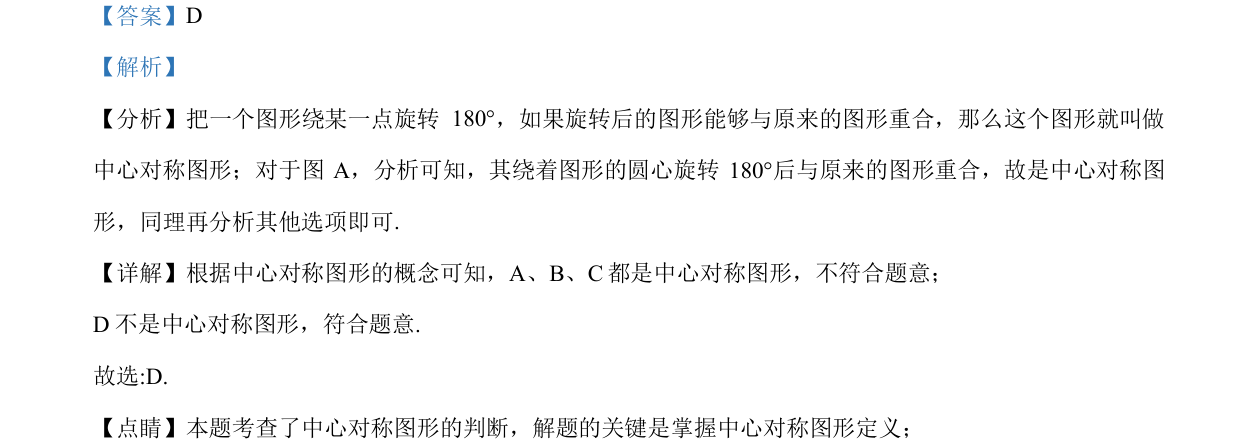 【答案】D
【解析】
【分析】把一个图形绕某一点旋转 180°，如果旋转后的图形能够与原来的图形重合，那么这个图形就叫做
中心对称图形；对于图 A，分析可知，其绕着图形的圆心旋转 180°后与原来的图形重合，故是中心对称图
形，同理再分析其他选项即可.
【详解】根据中心对称图形的概念可知，A、B、C 都是中心对称图形，不符合题意；
D 不是中心对称图形，符合题意.
故选:D.
【点睛】本题考查了中心对称图形的判断，解题的关键是掌握中心对称图形定义；